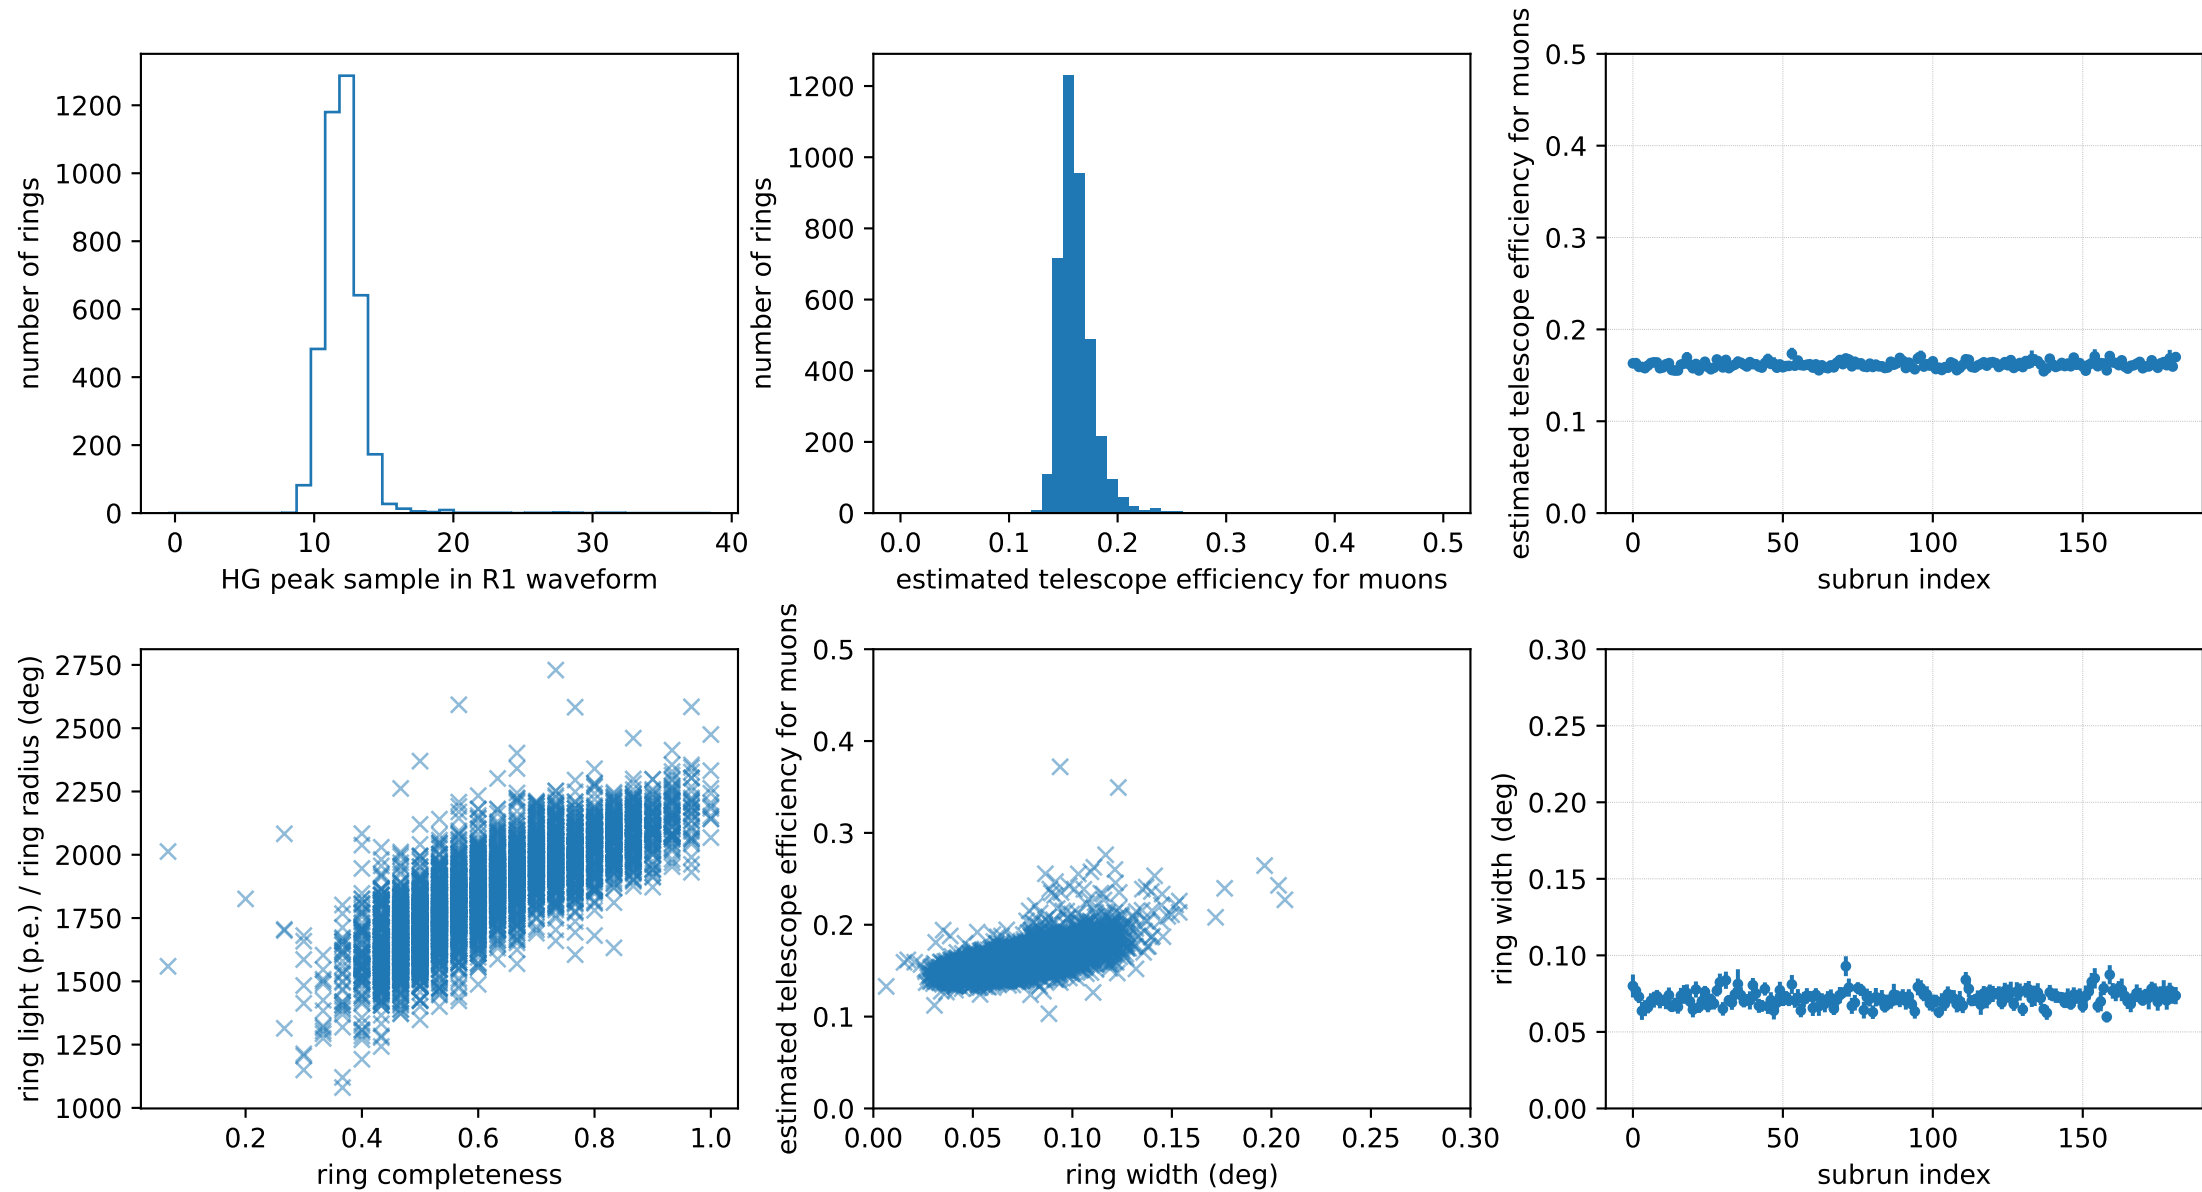 number of rings
1200
1000
800
600
400
200
0
0 10 20 30 40
HG peak sample in R1 waveform
number of rings
1200
1000
800
600
400
200
0
0.0 0.1 0.2 0.3 0.4 0.5
estimated telescope efficiency for muons
estimated telescope efficiency for muons
0.5
0.4
0.3
0.2
0.1
0.0
0 50 100 150
subrun index
ring light (p.e.) / ring radius (deg)
2750
2500
2250
2000
1750
1500
1250
1000
0.2 0.4 0.6 0.8 1.0
ring completeness
estimated telescope efficiency for muons
0.5
0.4
0.3
0.2
0.1
0.0
0.00 0.05 0.10 0.15 0.20 0.25 0.30
ring width (deg)
ring width (deg)
0.30
0.25
0.20
0.15
0.10
0.05
0.00
0 50 100 150
subrun index